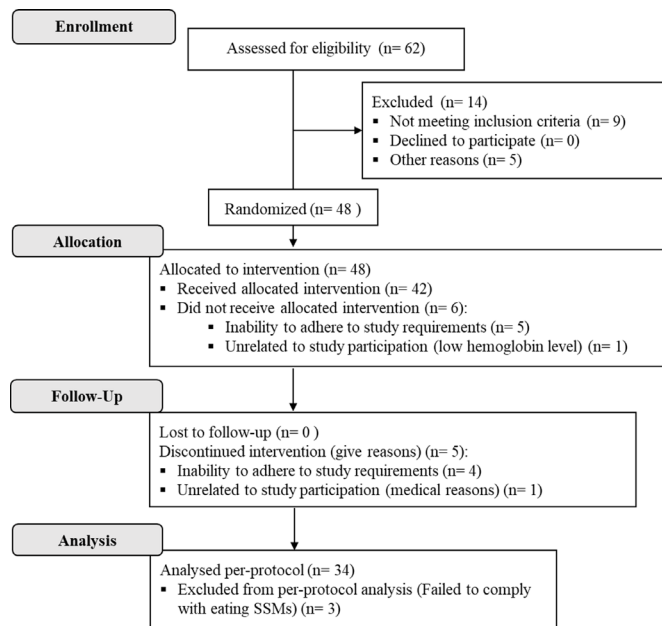 Enrollment
Assessed for eligibility (n= 62)
Excluded (n= 14)
▪ Not meeting inclusion criteria (n= 9)
▪ Declined to participate (n= 0)
▪ Other reasons (n= 5)
Randomized (n= 48 )
Allocation
Allocated to intervention (n= 48)
▪ Received allocated intervention (n= 42)
▪ Did not receive allocated intervention (n= 6):
▪ Inability to adhere to study requirements (n= 5)
▪ Unrelated to study participation (low hemoglobin level) (n= 1)
Follow-Up
Lost to follow-up (n= 0 )
Discontinued intervention (give reasons) (n= 5):
▪ Inability to adhere to study requirements (n= 4)
▪ Unrelated to study participation (medical reasons) (n= 1)
Analysis
Analysed per-protocol (n= 34)
▪ Excluded from per-protocol analysis (Failed to comply
with eating SSMs) (n= 3)